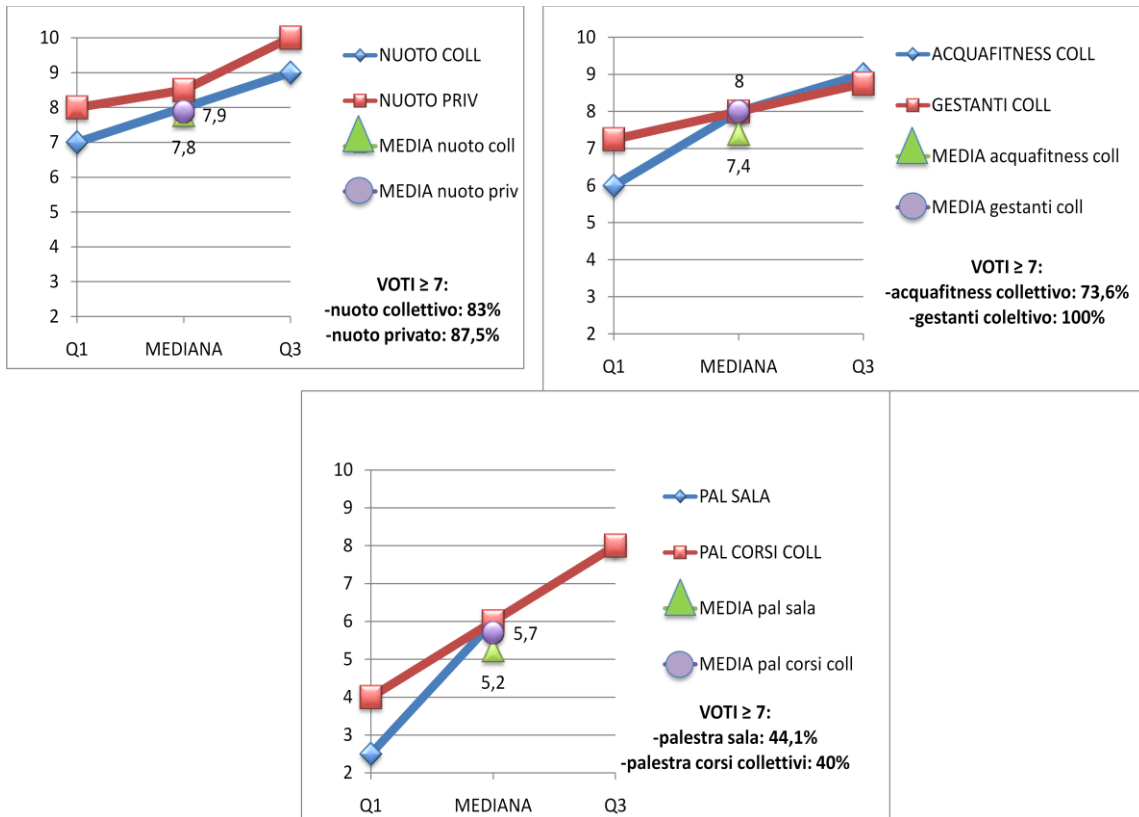 10
9
8
7
6
5
4
3
2
Q1
MEDIANA
Q3
7,9
7,8
NUOTO COLL
NUOTO PRIV
MEDIA nuoto coll
MEDIA nuoto priv
VOTI ≥ 7:
-nuoto collettivo: 83%
-nuoto privato: 87,5%
10
9
8
7
6
5
4
3
2
Q1
MEDIANA
Q3
8
7,4
ACQUAFITNESS COLL
GESTANTI COLL
MEDIA acquafitness coll
MEDIA gestanti coll
VOTI ≥ 7:
-acquafitness collettivo: 73,6%
-gestanti coleltivo: 100%
10
9
8
7
6
5
4
3
2
Q1
MEDIANA
Q3
5,7
5,2
PAL SALA
PAL CORSI COLL
MEDIA pal sala
MEDIA pal corsi coll
VOTI ≥ 7:
-palestra sala: 44,1%
-palestra corsi collettivi: 40%